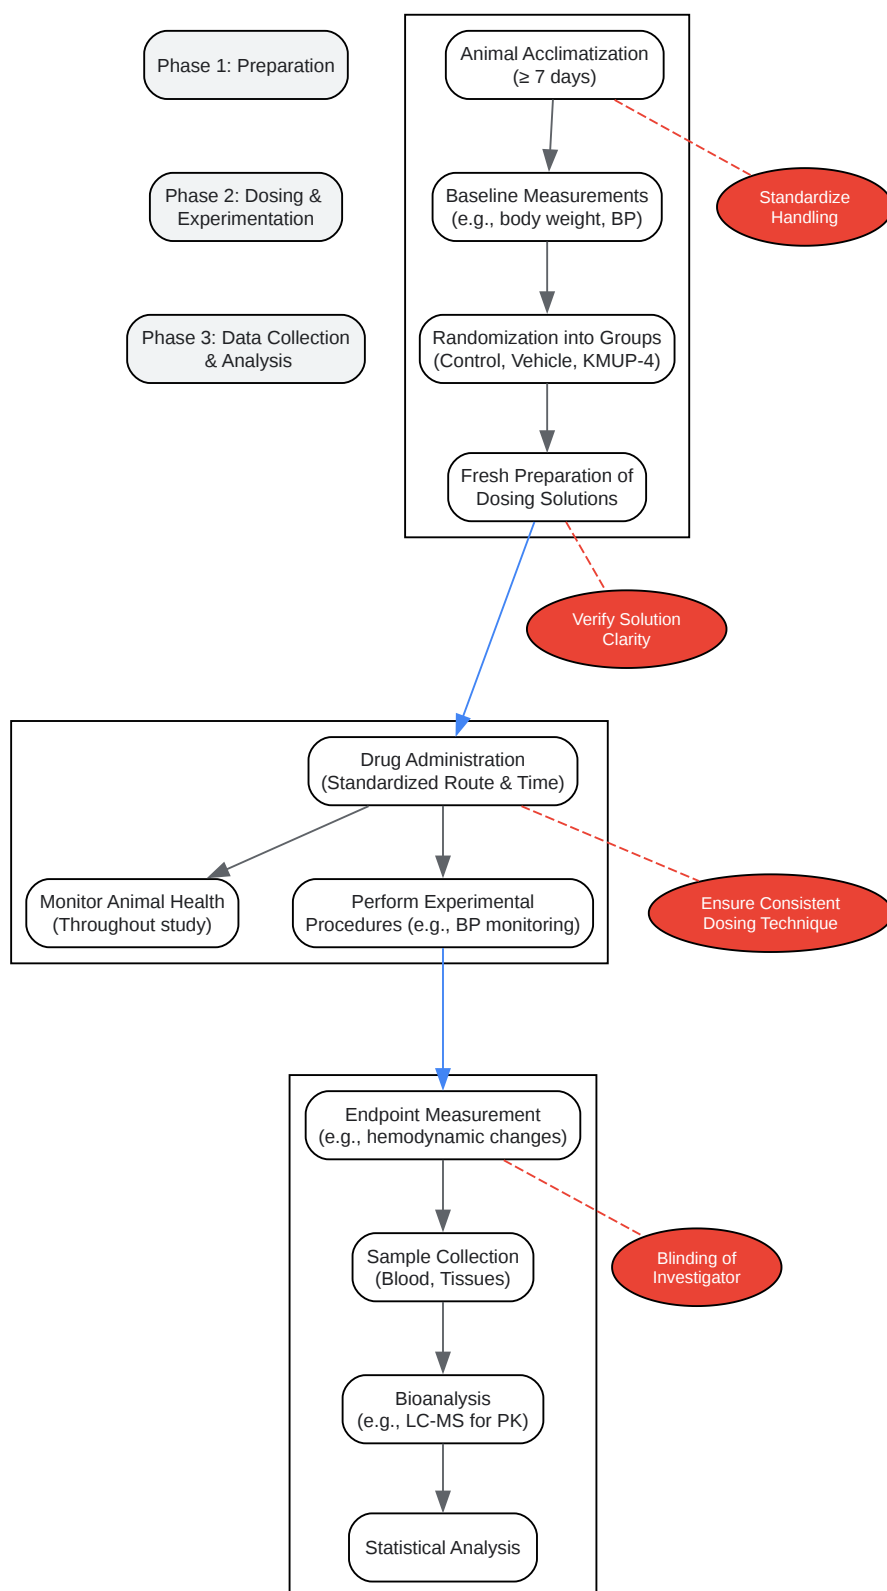 Phase 1: Preparation
Animal Acclimatization
(≥ 7 days)
Phase 2: Dosing &
Experimentation
Baseline Measurements
(e.g., body weight, BP)
Standardize
Handling
Phase 3: Data Collection
& Analysis
Randomization into Groups
(Control, Vehicle, KMUP-4)
Fresh Preparation of
Dosing Solutions
Verify Solution
Clarity
Drug Administration
(Standardized Route & Time)
Monitor Animal Health
(Throughout study)
Perform Experimental
Procedures (e.g., BP monitoring)
Ensure Consistent
Dosing Technique
Endpoint Measurement
(e.g., hemodynamic changes)
Sample Collection
(Blood, Tissues)
Blinding of
Investigator
Bioanalysis
(e.g., LC-MS for PK)
Statistical Analysis